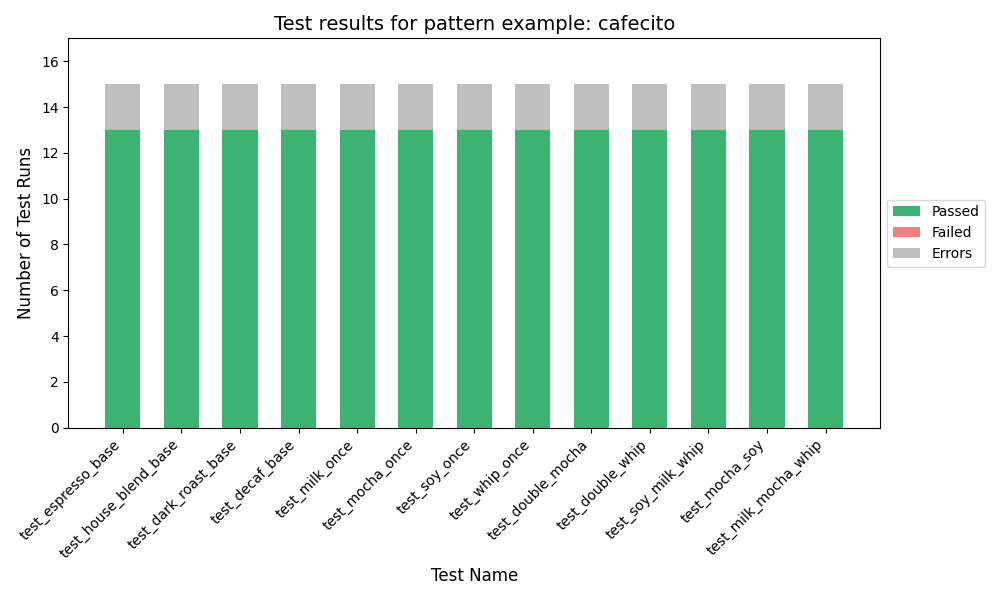 Test results for pattern example: cafecito
Number of Test Runs
16
14
12
10
8
6
4
2
0
test_espresso_base
test_house_blend_base
test_dark_roast_base
test_decaf_base
test_milk_once
test_mocha_once
test_soy_once
test_whip_once
test_double_mocha
test_double_whip
test_soy_milk_whip
test_mocha_soy
test_milk_mocha_whip
Test Name
Passed
Failed
Errors